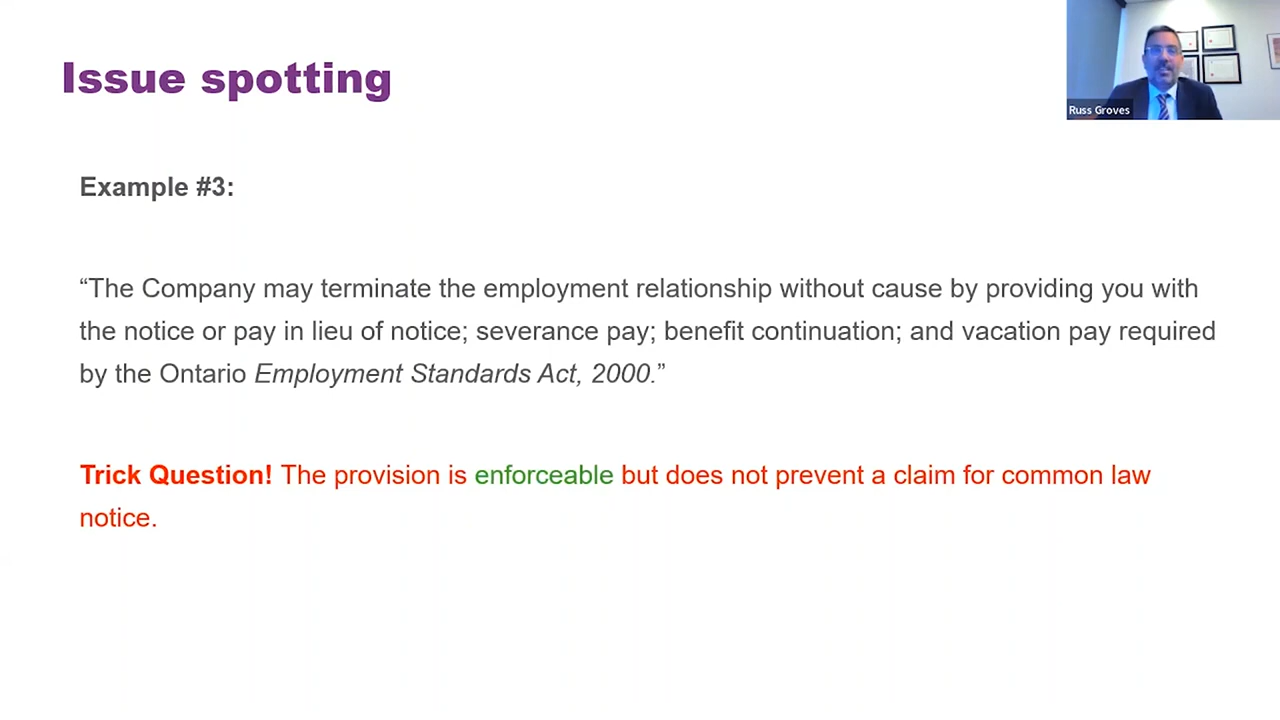 Issue spotting
Russ Groves
Example #3:
“The Company may terminate the employment relationship without cause by providing you with
the notice or pay in lieu of notice; severance pay; benefit continuation; and vacation pay required
by the Ontario Employment Standards Act, 2000.”
Trick Question! The provision is enforceable but does not prevent a claim for common law
notice.